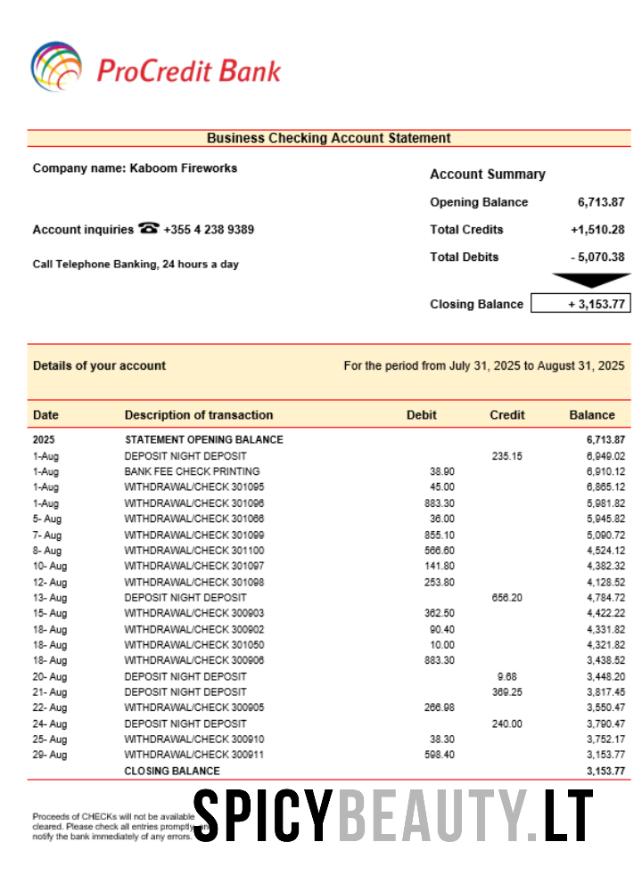 ProCredit Bank
Business Checking Account Statement
Company name: Kaboom Fireworks
Account inquiries ☎ +355 4 238 9389
Call Telephone Banking, 24 hours a day
Account Summary
Opening Balance 6,713.87
Total Credits +1,510.28
Total Debits - 5,070.38
Closing Balance + 3,153.77
Details of your account For the period from July 31, 2025 to August 31, 2025
Date Description of transaction Debit Credit Balance
2025 STATEMENT OPENING BALANCE 6,713.87
1-Aug DEPOSIT NIGHT DEPOSIT 235.15 6,949.02
1-Aug BANK FEE CHECK PRINTING 38.90 6,910.12
1-Aug WITHDRAWAL/CHECK 301095 45.00 6,865.12
1-Aug WITHDRAWAL/CHECK 301096 883.30 5,981.82
5- Aug WITHDRAWAL/CHECK 301066 36.00 5,945.82
7- Aug WITHDRAWAL/CHECK 301099 855.10 5,090.72
8- Aug WITHDRAWAL/CHECK 301100 566.60 4,524.12
10- Aug WITHDRAWAL/CHECK 301097 141.80 4,382.32
12- Aug WITHDRAWAL/CHECK 301098 253.80 4,128.52
13- Aug DEPOSIT NIGHT DEPOSIT 656.20 4,784.72
15- Aug WITHDRAWAL/CHECK 300903 362.50 4,422.22
18- Aug WITHDRAWAL/CHECK 300902 90.40 4,331.82
18- Aug WITHDRAWAL/CHECK 301050 10.00 4,321.82
18- Aug WITHDRAWAL/CHECK 300906 883.30 3,438.52
20- Aug DEPOSIT NIGHT DEPOSIT 9.68 3,448.20
21- Aug DEPOSIT NIGHT DEPOSIT 369.25 3,817.45
22- Aug WITHDRAWAL/CHECK 300905 266.98 3,550.47
24- Aug DEPOSIT NIGHT DEPOSIT 240.00 3,790.47
25- Aug WITHDRAWAL/CHECK 300910 38.30 3,752.17
29- Aug WITHDRAWAL/CHECK 300911 598.40 3,153.77
CLOSING BALANCE 3,153.77
Proceeds of CHECKs will not be available
cleared. Please check all entries promptly
notify the bank immediately of any errors.
SPICYBEAUTY.LT